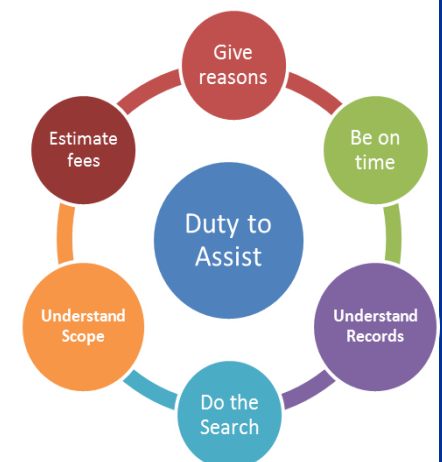 Give
reasons
Be on
time
Understand
Records
Do the
Search
Understand
Scope
Estimate
fees
Duty to
Assist